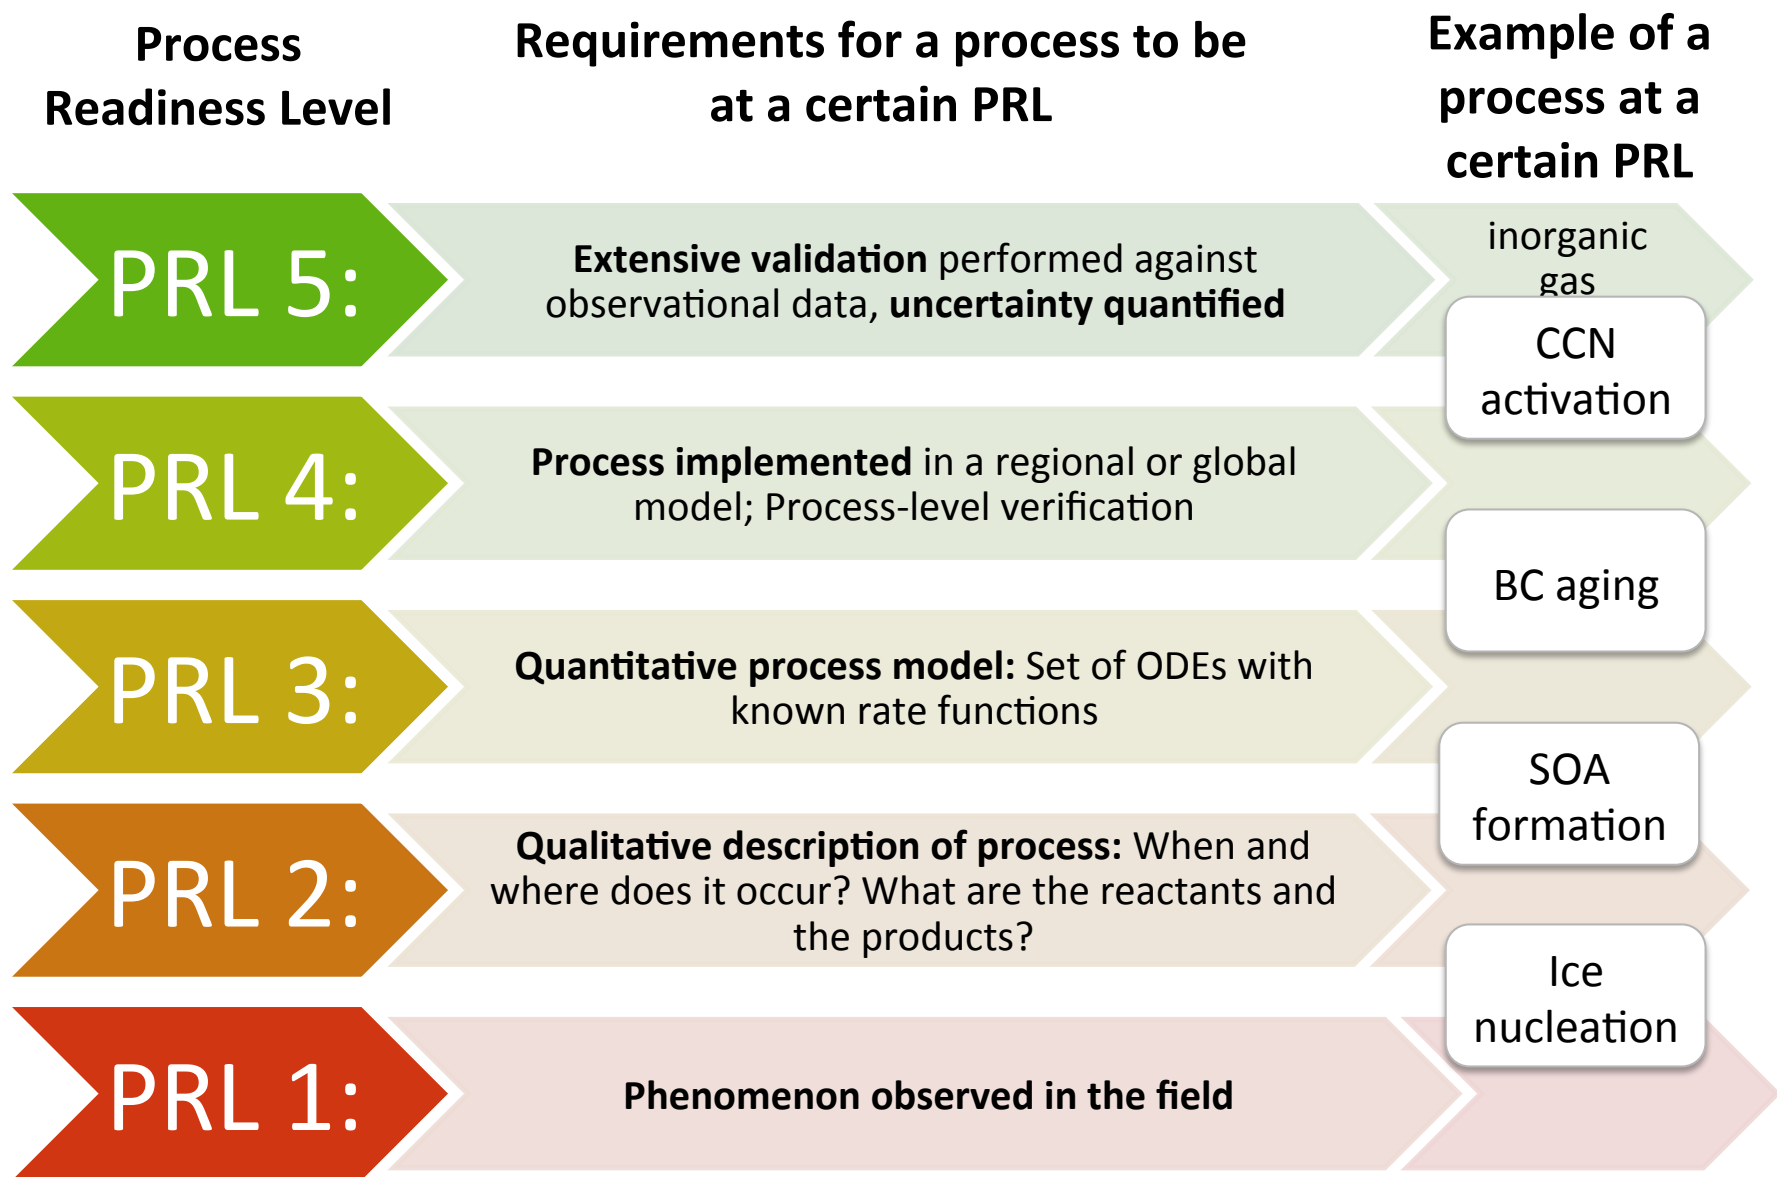 Process
Readiness Level
Requirements for a process to be
at a certain PRL
Example of a
process at a
certain PRL
PRL 5:
Extensive validation performed against
observational data, uncertainty quantified
inorganic
gas
CCN
activation
PRL 4:
Process implemented in a regional or global
model; Process-level verification
BC aging
PRL 3:
Quantitative process model: Set of ODEs with
known rate functions
SOA
formation
PRL 2:
Qualitative description of process: When and
where does it occur? What are the reactants and
the products?
Ice
nucleation
PRL 1:
Phenomenon observed in the field